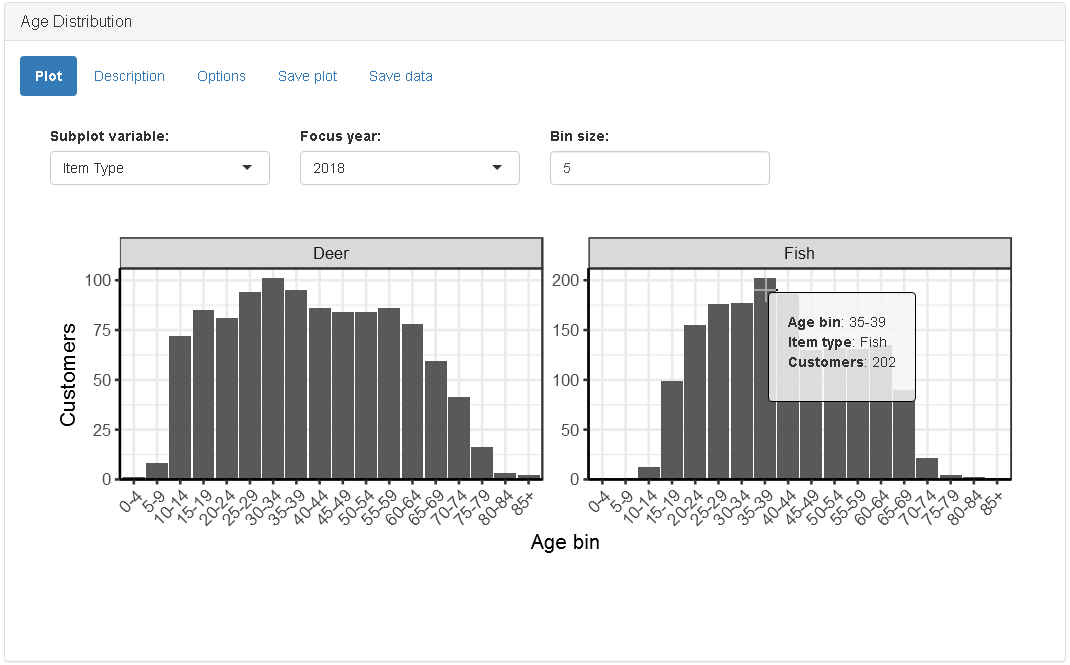 Age Distribution
Plot Description Options Save plot Save data
Subplot variable: Focus year: Bin size:
Item Type 2018 5
Deer Fish
Customers
100
75
50
25
0
200
150
100
50
0
Age bin: 35-39
Item type: Fish
Customers: 202
0-4 5-9 10-14 15-19 20-24 25-29 30-34 35-39 40-44 45-49 50-54 55-59 60-64 65-69 70-74 75-79 80-84 85+
0-4 5-9 10-14 15-19 20-24 25-29 30-34 35-39 40-44 45-49 50-54 55-59 60-64 65-69 70-74 75-79 80-84 85+
Age bin